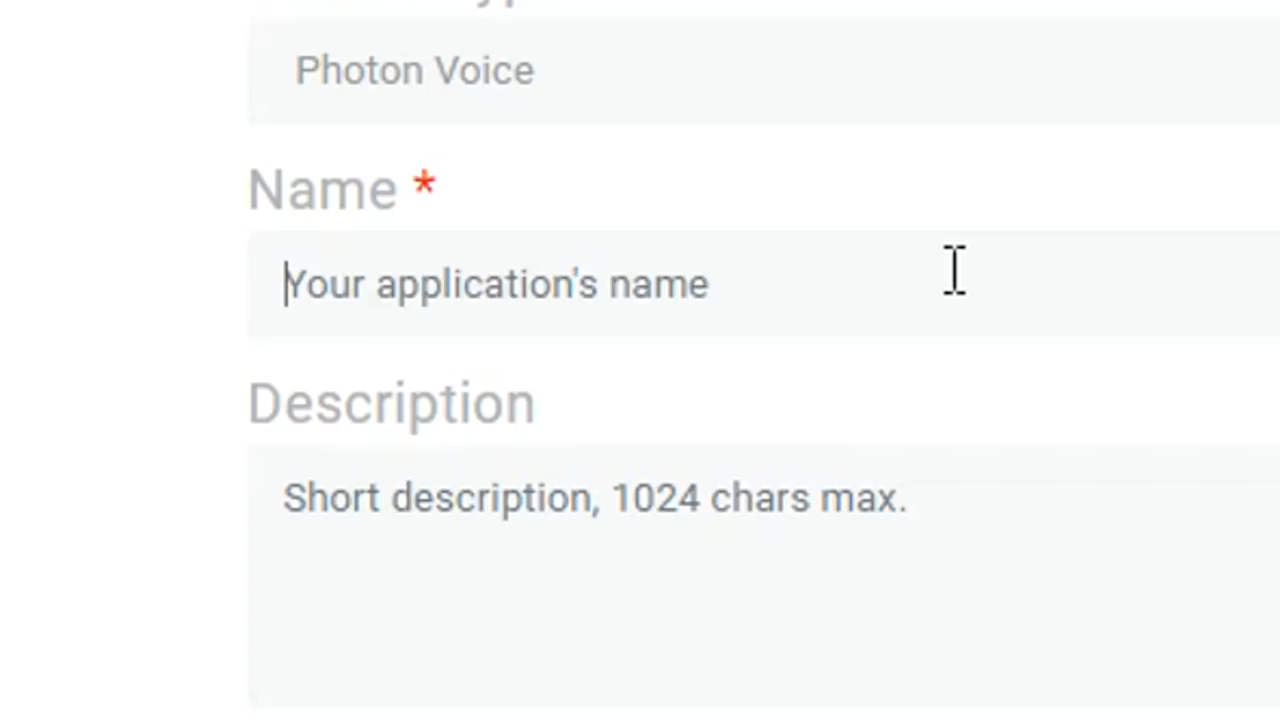 Photon Voice
Name *
Your application's name
Description
Short description, 1024 chars max.